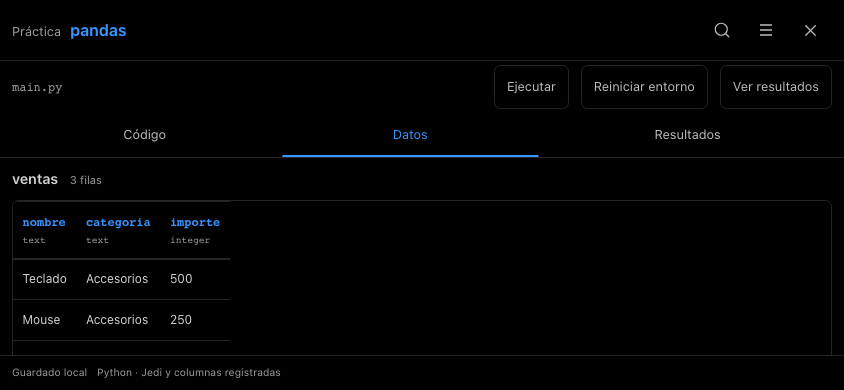 Práctica pandas
main.py
Ejecutar
Reiniciar entorno
Ver resultados
Código
Datos
Resultados
ventas 3 filas
nombre categoria importe
text text integer
Teclado Accesorios 500
Mouse Accesorios 250
Guardado local Python · Jedi y columnas registradas